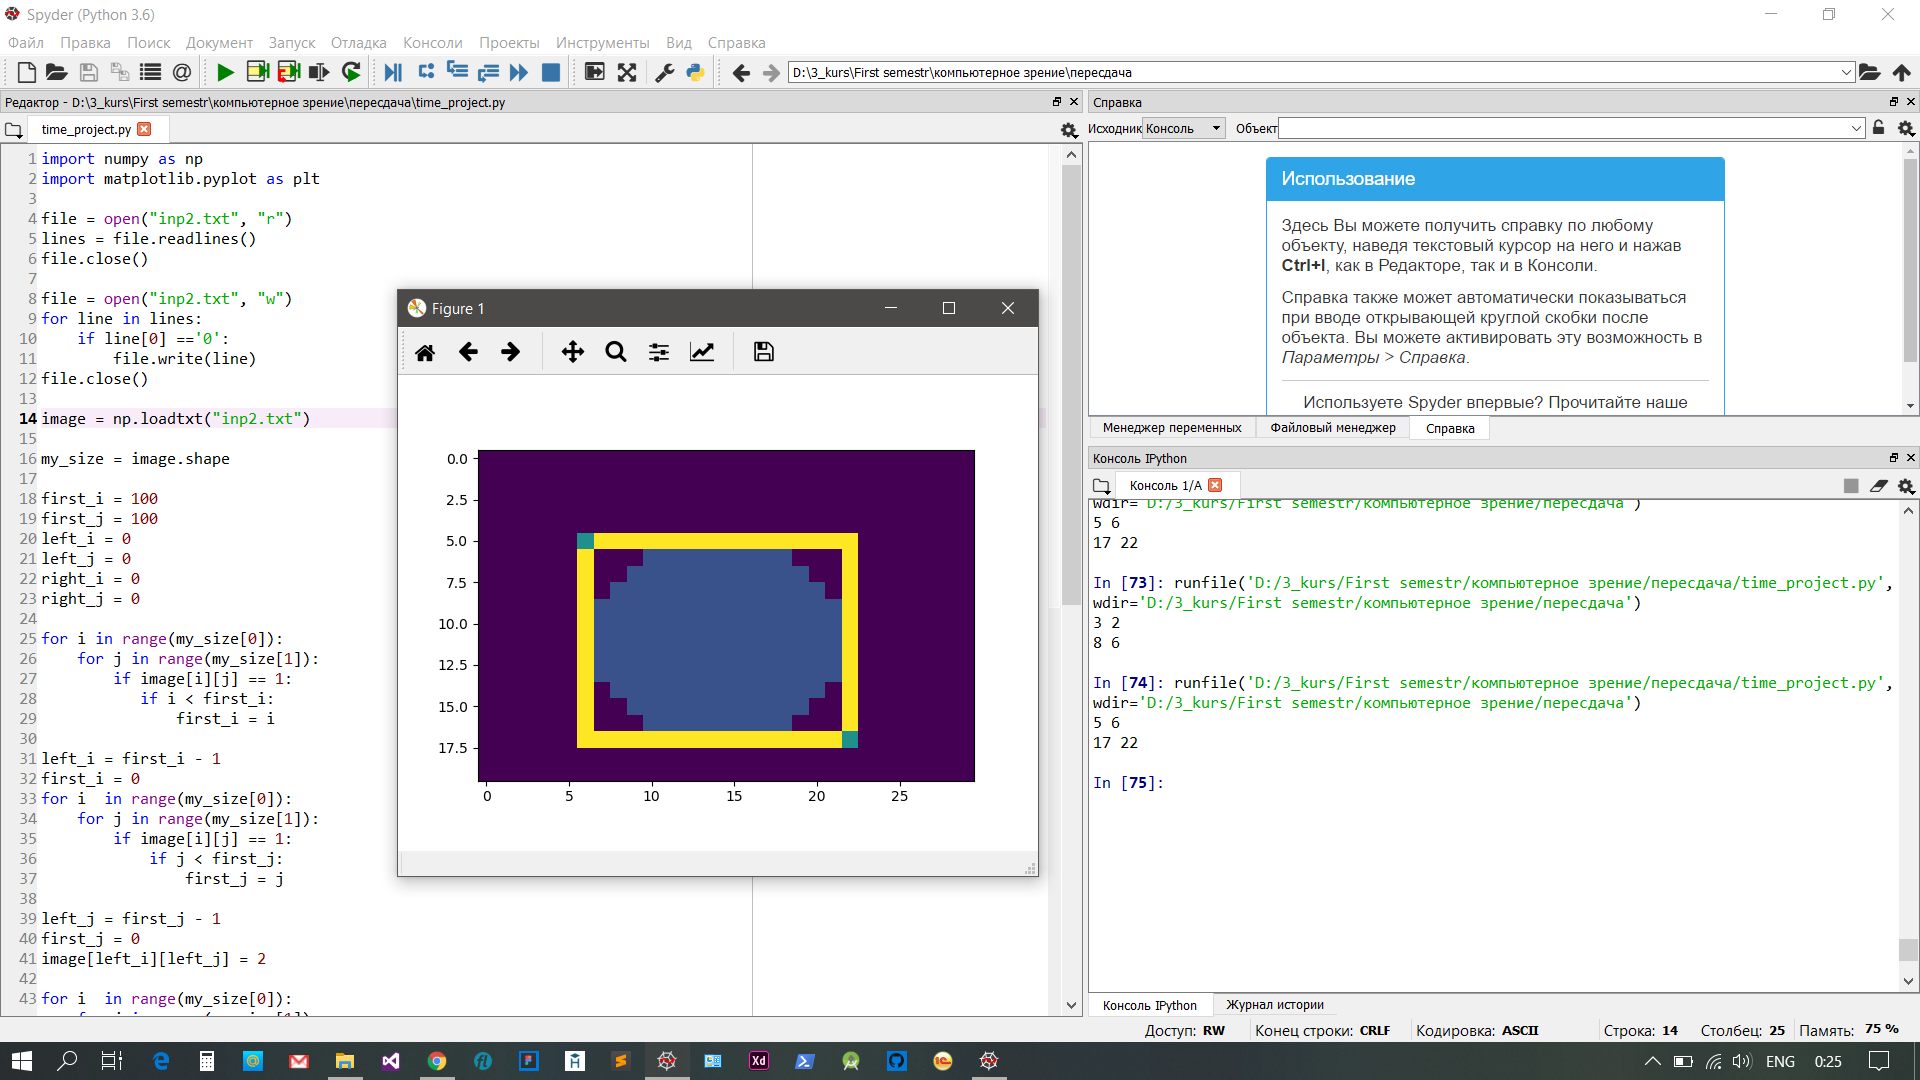 Spyder (Python 3.6)
Файл Правка Поиск Документ Запуск Отладка Консоли Проекты Инструменты Вид Справка
D:\3_kurs\First semestr\компьютерное зрение\пересдача
Редактор - D:\3_kurs\First semestr\компьютерное зрение\пересдача\time_project.py
time_project.py
1 import numpy as np
2 import matplotlib.pyplot as plt
3
4 file = open("inp2.txt", "r")
5 lines = file.readlines()
6 file.close()
7
8 file = open("inp2.txt", "w")
9 for line in lines:
10     if line[0] =='0':
11         file.write(line)
12 file.close()
13
14 image = np.loadtxt("inp2.txt")
15
16 my_size = image.shape
17
18 first_i = 100
19 first_j = 100
20 left_i = 0
21 left_j = 0
22 right_i = 0
23 right_j = 0
24
25 for i in range(my_size[0]):
26     for j in range(my_size[1]):
27         if image[i][j] == 1:
28            if i < first_i:
29                first_i = i
30
31 left_i = first_i - 1
32 first_i = 0
33 for i  in range(my_size[0]):
34     for j in range(my_size[1]):
35         if image[i][j] == 1:
36             if j < first_j:
37                 first_j = j
38
39 left_j = first_j - 1
40 first_j = 0
41 image[left_i][left_j] = 2
42
43 for i  in range(my_size[0]):
Figure 1
0.0
2.5
5.0
7.5
10.0
12.5
15.0
17.5
0 5 10 15 20 25
Справка
Исходник Консоль Объект
Использование
Здесь Вы можете получить справку по любому
объекту, наведя текстовый курсор на него и нажав
Ctrl+I, как в Редакторе, так и в Консоли.
Справка также может автоматически показываться
при вводе открывающей круглой скобки после
объекта. Вы можете активировать эту возможность в
Параметры > Справка.
Используете Spyder впервые? Прочитайте наше
Менеджер переменных Файловый менеджер Справка
Консоль IPython
Консоль 1/A
wdir='D:/3_kurs/First semestr/компьютерное зрение/пересдача')
5 6
17 22
In [73]: runfile('D:/3_kurs/First semestr/компьютерное зрение/пересдача/time_project.py',
wdir='D:/3_kurs/First semestr/компьютерное зрение/пересдача')
3 2
8 6
In [74]: runfile('D:/3_kurs/First semestr/компьютерное зрение/пересдача/time_project.py',
wdir='D:/3_kurs/First semestr/компьютерное зрение/пересдача')
5 6
17 22
In [75]:
Консоль IPython Журнал истории
Доступ: RW Конец строки: CRLF Кодировка: ASCII Строка: 14 Столбец: 25 Память: 75 %
Xd
ENG 0:25